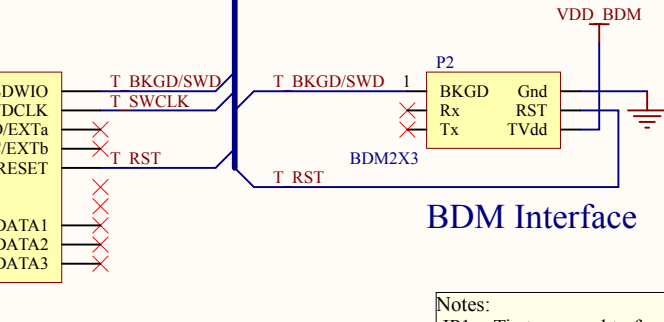 VDD_BDM
P2
DWIO
T_BKGD/SWD
T_BKGD/SWD
1
BKGD
Gnd
DCLK
T_SWCLK
Rx
RST
/EXTa
Tx
TVdd
/EXTb
BDM2X3
RESET
T_RST
T_RST
BDM Interface
DATA1
DATA2
DATA3
Notes: